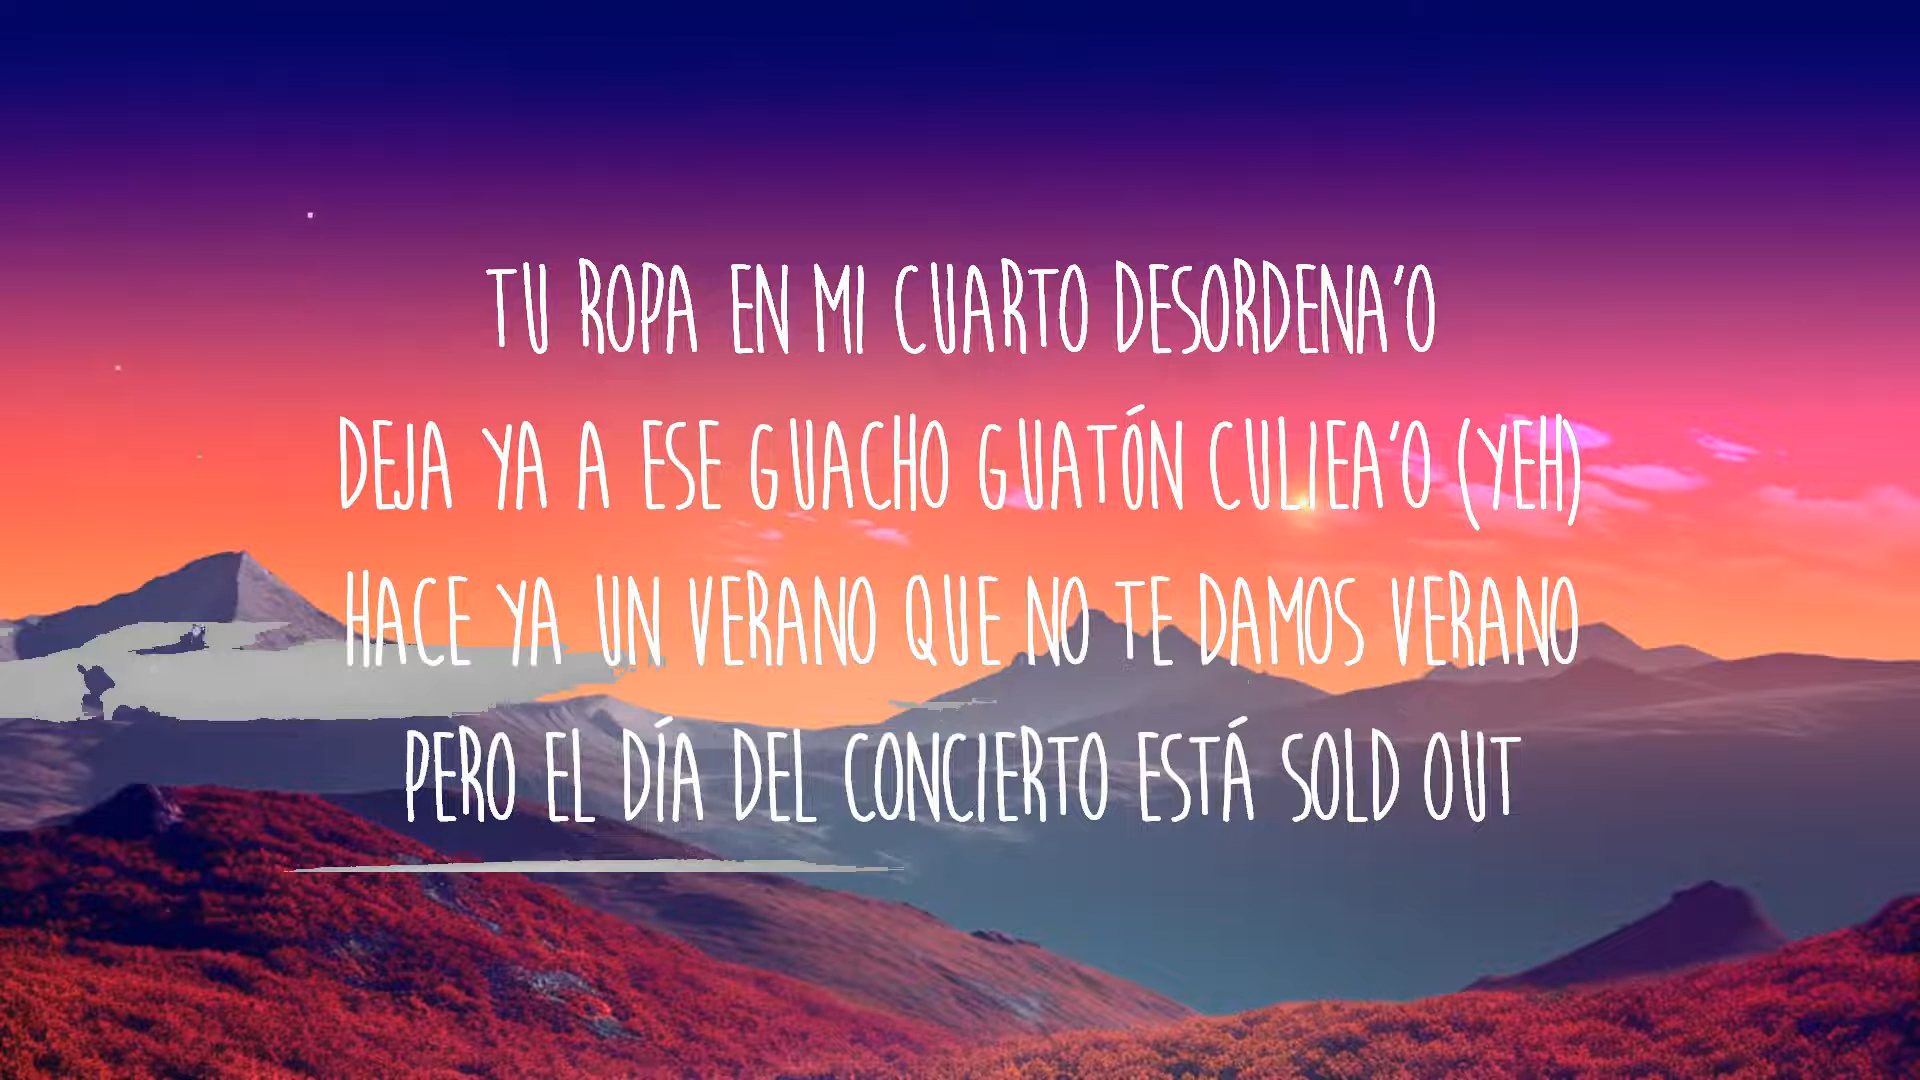 TU ROPA EN MI CUARTO DESORDENA'O
DEJA YA A ESE GUACHO GUATÓN CULIEA'O (YEH)
HACE YA UN VERANO QUE NO TE DAMOS VERANO
PERO EL DÍA DEL CONCIERTO ESTÁ SOLD OUT